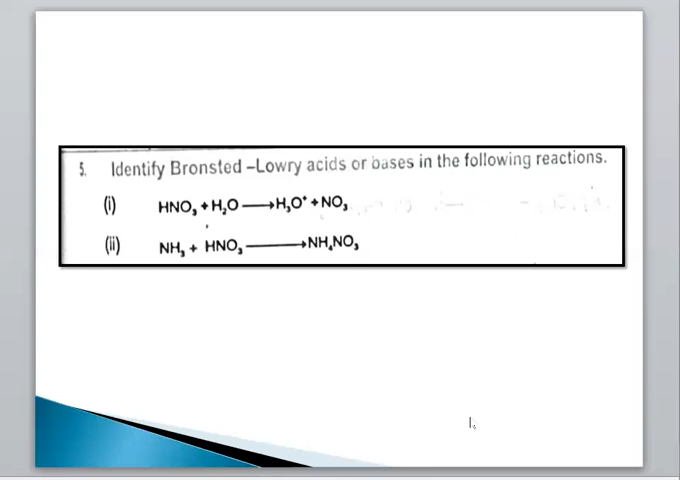 5. Identify Bronsted –Lowry acids or bases in the following reactions.
(i) HNO₃ + H₂O ⟶ H₃O⁺ + NO₃
(ii) NH₃ + HNO₃ ⟶ NH₄NO₃